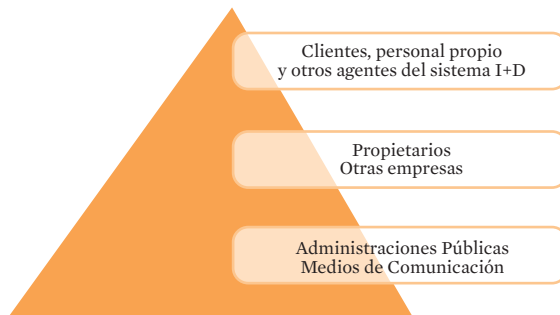 Clientes, personal propio
y otros agentes del sistema I+D
Propietarios
Otras empresas
Administraciones Públicas
Medios de Comunicación